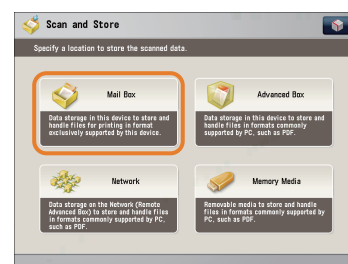 Scan and Store
Specify a location to store the scanned data.
Mail Box
Data storage in this device to store and
handle files for printing in format
exclusively supported by this device.
Advanced Box
Data storage in this device to store and
handle files in formats commonly
supported by PC, such as PDF.
Network
Data storage on the Network (Remote
Advanced Box) to store and handle files
in formats commonly supported by PC,
such as PDF.
Memory Media
Removable media to store and handle
files in formats commonly supported by
PC, such as PDF.